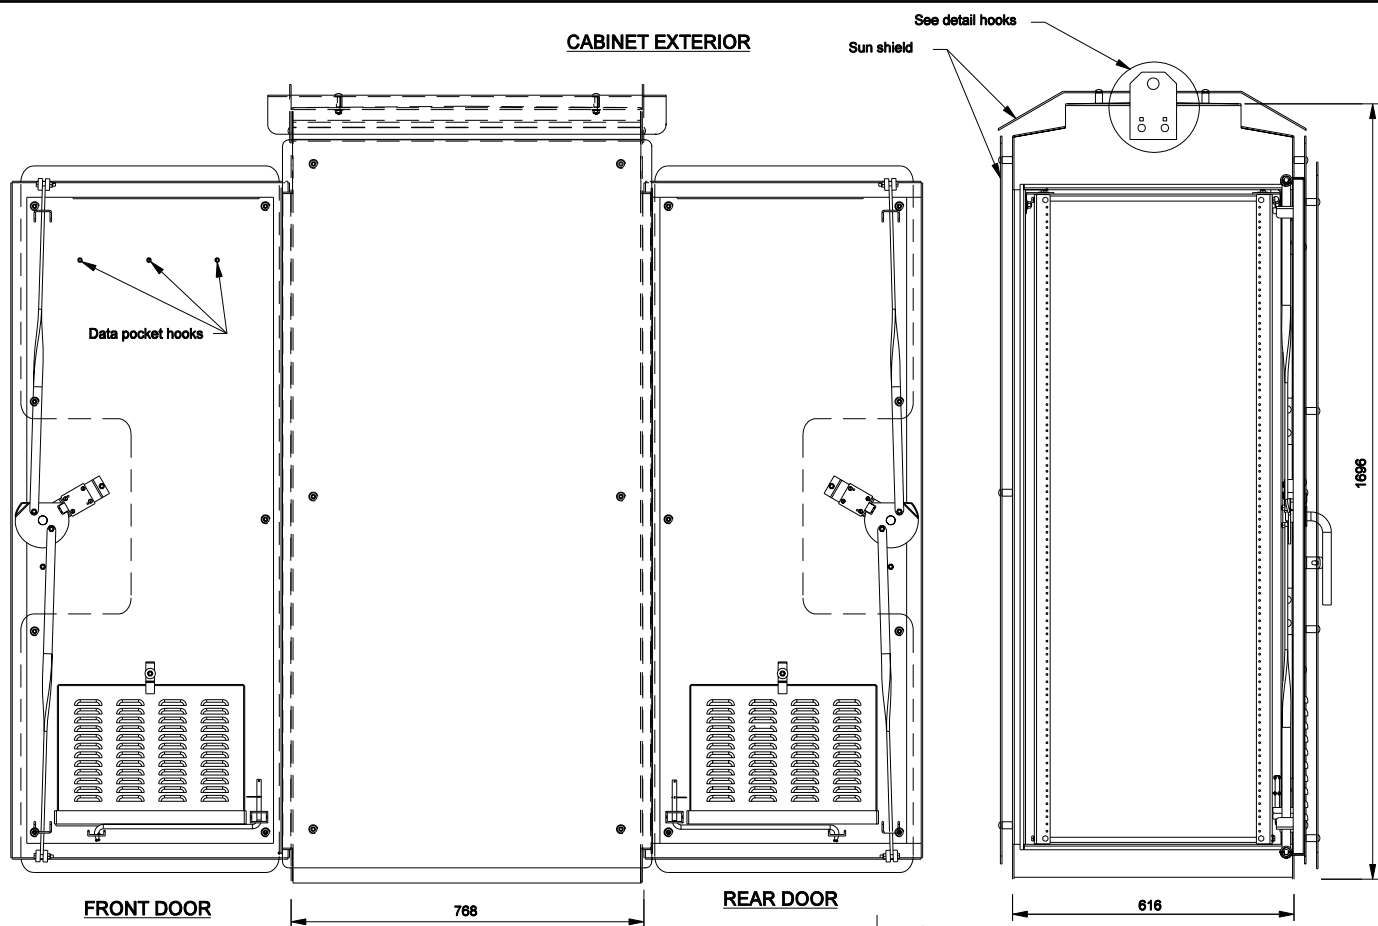 CABINET EXTERIOR
See detail hooks
Sun shield
Data pocket hooks
1696
FRONT DOOR
768
REAR DOOR
616